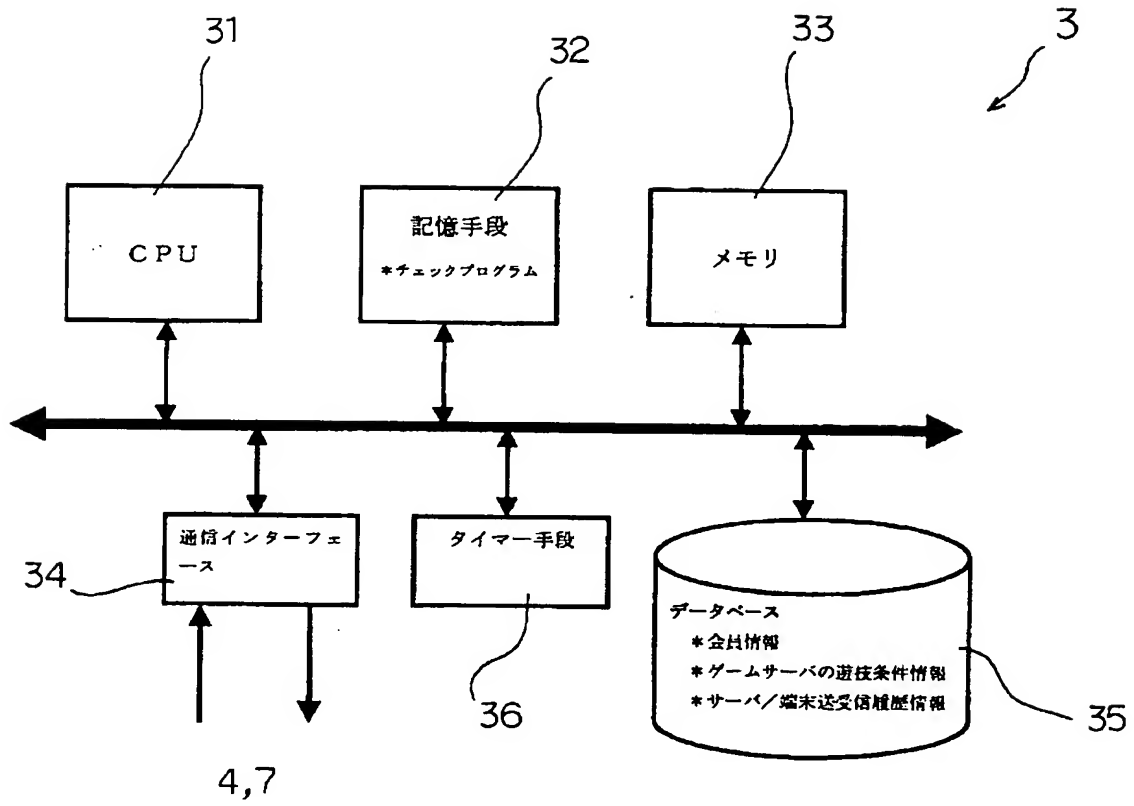 31
32
33
3
CPU
記憶手段
*チェックプログラム
メモリ
通信インターフェ
ース
34
タイマー手段
36
データベース
*会員情報
*ゲームサーバの遊技条件情報
*サーバ/端末送受信履歴情報
35
4,7